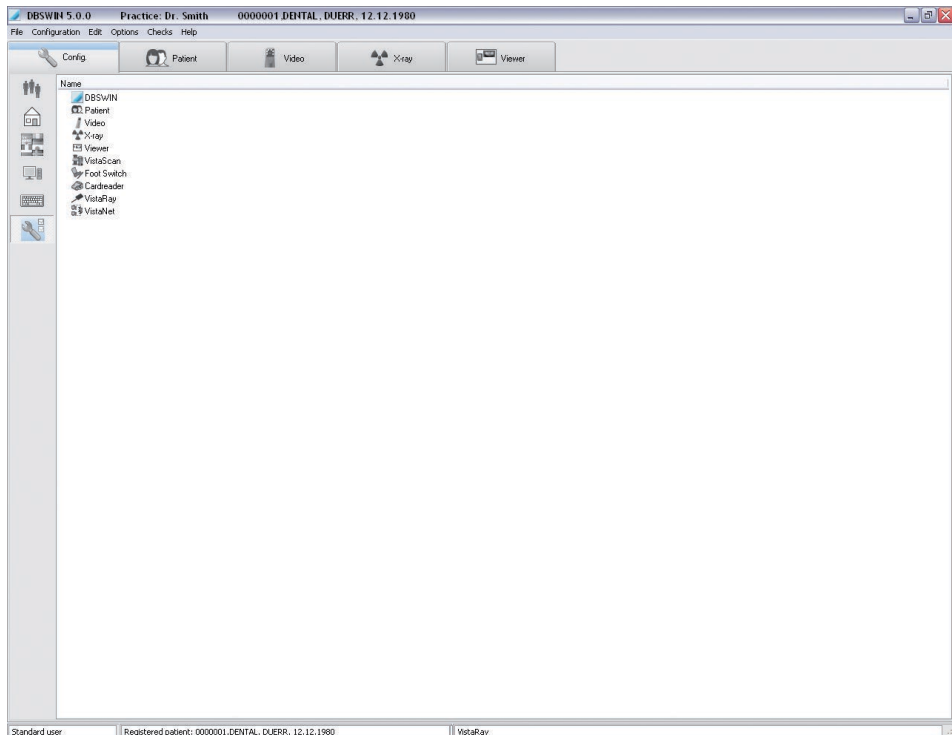 DBSWIN 5.0.0 Practice: Dr. Smith 0000001,DENTAL, DUERR, 12.12.1980
File Configuration Edit Options Checks Help
Config. Patient Video X-ray Viewer
Name
DBSWIN
Patient
Video
X-ray
Viewer
VistaScan
Foot Switch
Cardreader
VistaRay
VistaNet
Standard user Registered patient: 0000001,DENTAL, DUERR, 12.12.1980 VistaRay